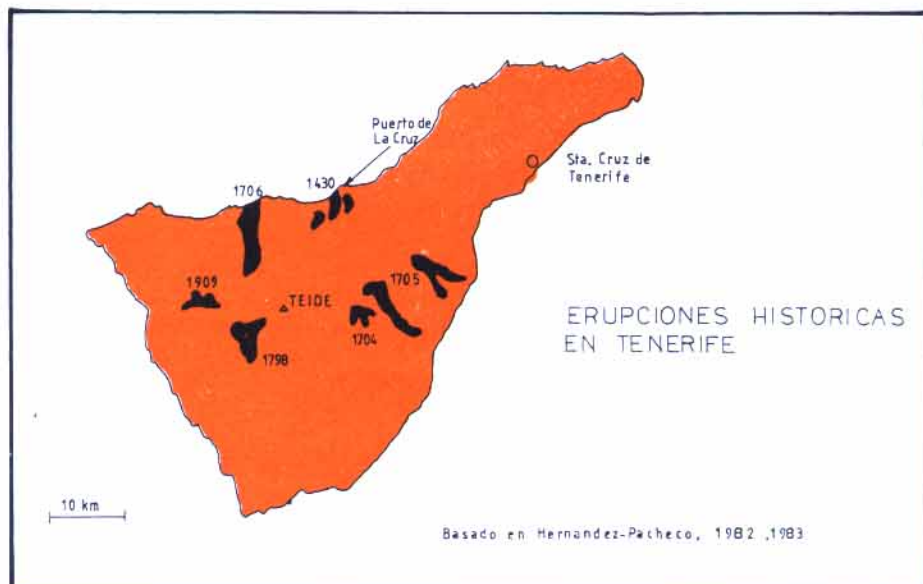 Puerto de
La Cruz
1706
1430
Sta. Cruz de
Tenerife
1909
TEIDE
1705
1704
1798
ERUPCIONES HISTORICAS
EN TENERIFE
10 km
Basado en Hernandez-Pacheco, 1982 ,1983